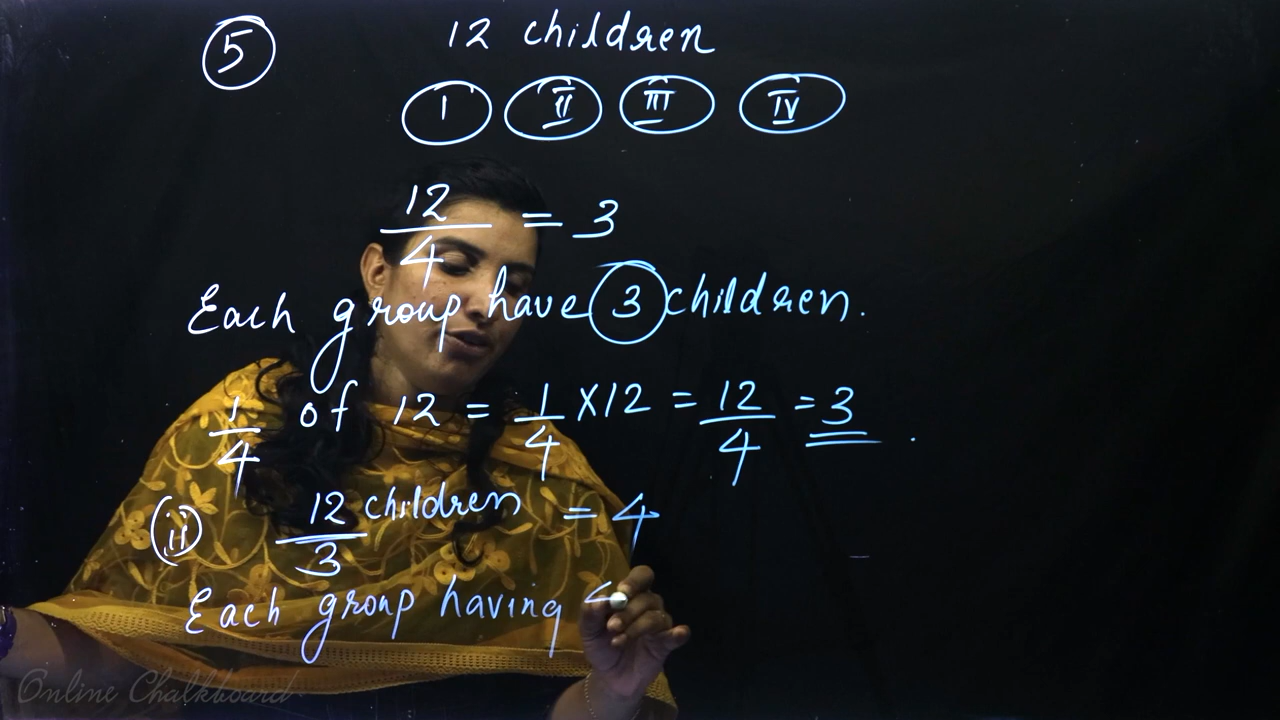 5 12 children
I II III IV
12/4 = 3
Each group have 3 children.
1/4 of 12 = 1/4 X 12 = 12/4 = 3 .
(ii) 12 children/3 = 4
Each group having 4
Online Chalkboard